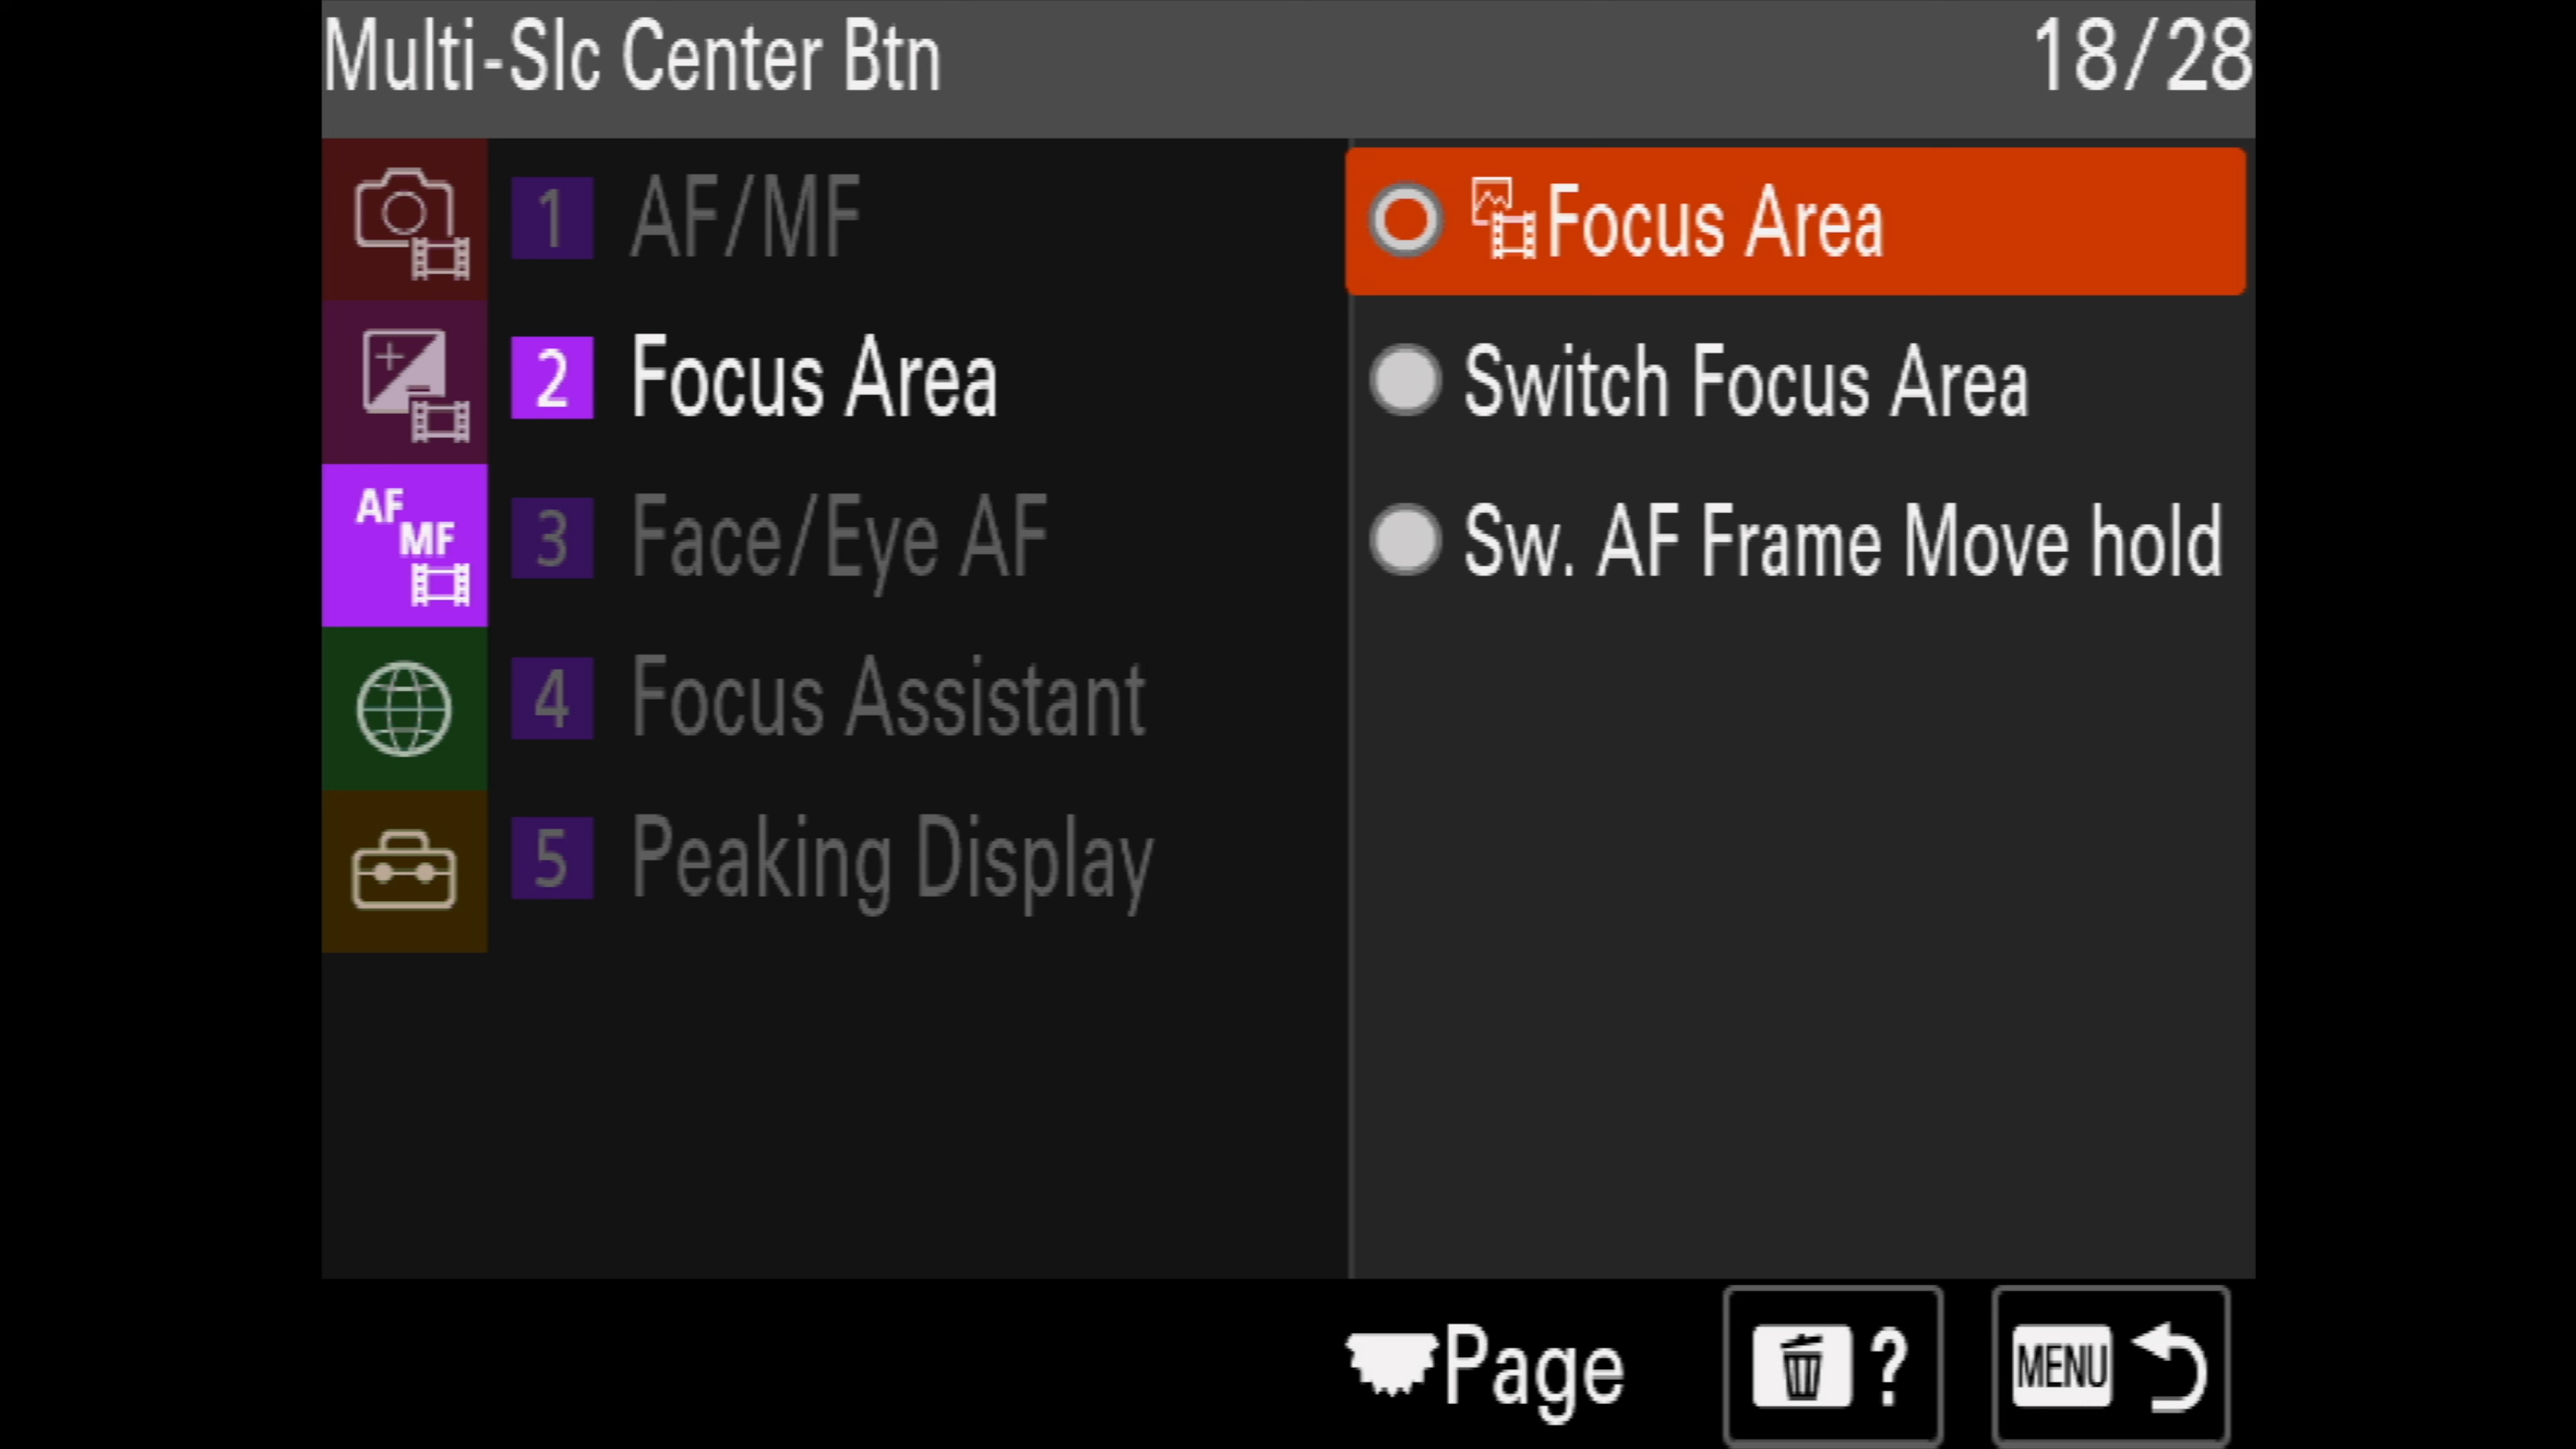 Multi-Slc Center Btn 18/28
AF MF
1 AF/MF
2 Focus Area
3 Face/Eye AF
4 Focus Assistant
5 Peaking Display
Focus Area
Switch Focus Area
Sw. AF Frame Move hold
Page ? MENU